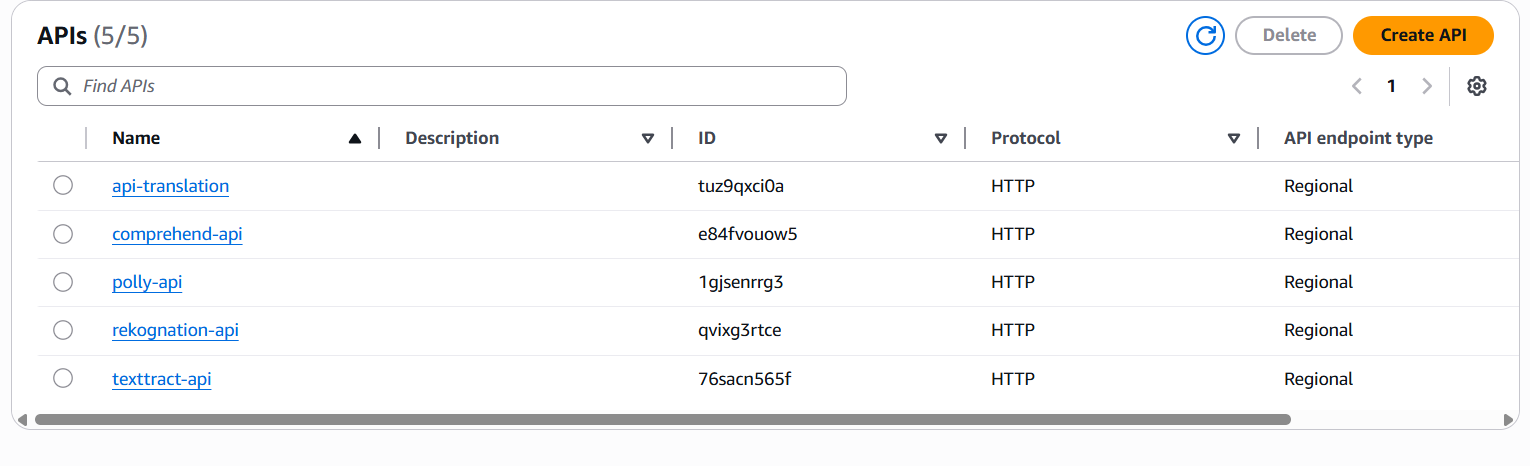 APIs (5/5)
Delete
Create API
Find APIs
1
Name Description ID Protocol API endpoint type
api-translation tuz9qxci0a HTTP Regional
comprehend-api e84fvouow5 HTTP Regional
polly-api 1gjsenrrg3 HTTP Regional
rekognation-api qvixg3rtce HTTP Regional
texttract-api 76sacn565f HTTP Regional